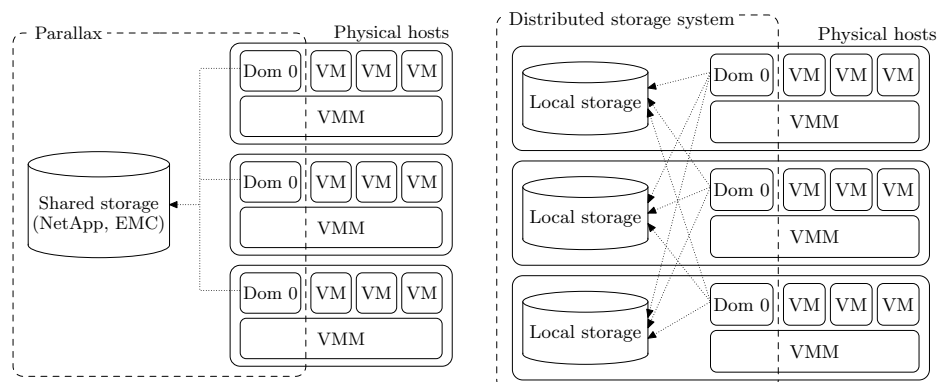 Parallax
Physical hosts
Dom 0 VM VM VM
VMM
Dom 0 VM VM VM
VMM
Shared storage
(NetApp, EMC)
Dom 0 VM VM VM
VMM
Distributed storage system
Physical hosts
Local storage
Dom 0 VM VM VM
VMM
Local storage
Dom 0 VM VM VM
VMM
Local storage
Dom 0 VM VM VM
VMM